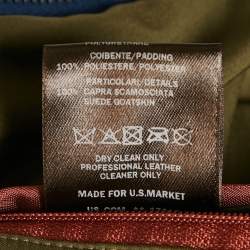 COIBENTE/PADDING
100% POLIESTERE/POLYESTER
PARTICOLARI/DETAILS
100% CAPRA SCAMOSCIATA
SUEDE GOATSKIN
DRY CLEAN ONLY
PROFESSIONAL LEATHER
CLEANER ONLY
MADE FOR U.S.MARKET